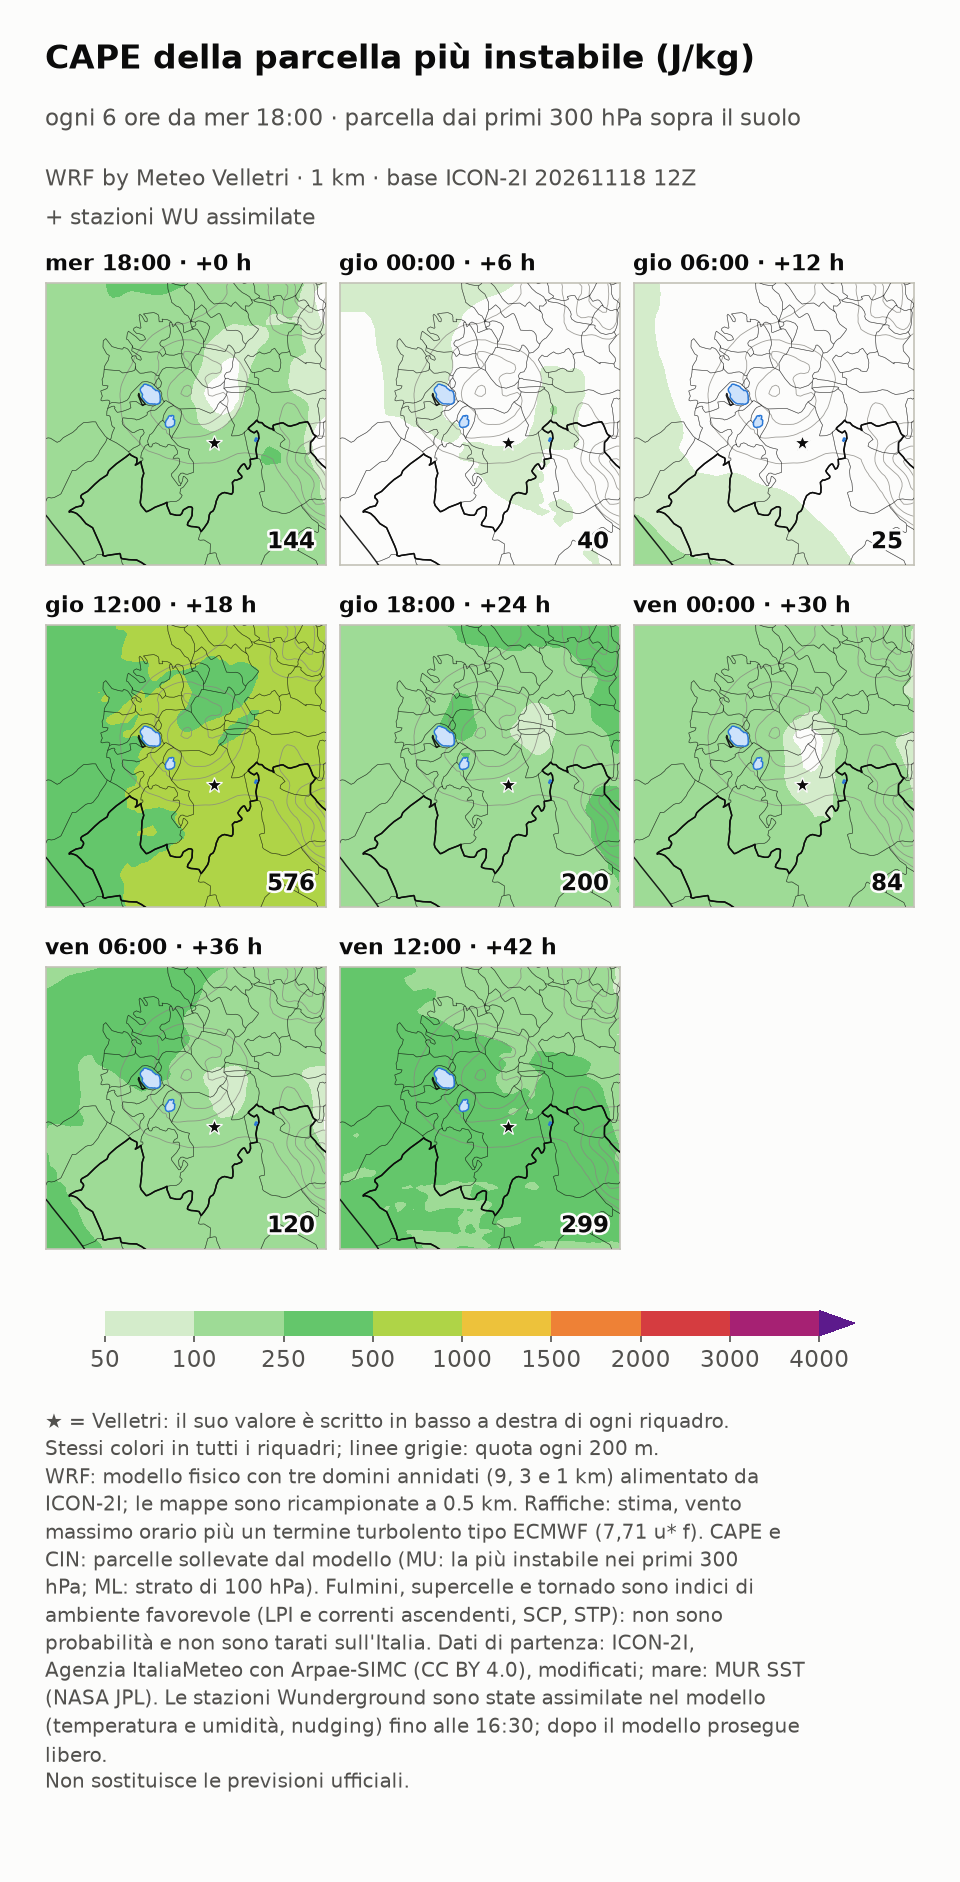 CAPE della parcella più instabile (J/kg)
ogni 6 ore da mer 18:00 · parcella dai primi 300 hPa sopra il suolo
WRF by Meteo Velletri · 1 km · base ICON-2I 20261118 12Z
+ stazioni WU assimilate
mer 18:00 · +0 h
144
gio 00:00 · +6 h
40
gio 06:00 · +12 h
25
gio 12:00 · +18 h
576
gio 18:00 · +24 h
200
ven 00:00 · +30 h
84
ven 06:00 · +36 h
120
ven 12:00 · +42 h
299
50 100 250 500 1000 1500 2000 3000 4000
★ = Velletri: il suo valore è scritto in basso a destra di ogni riquadro.
Stessi colori in tutti i riquadri; linee grigie: quota ogni 200 m.
WRF: modello fisico con tre domini annidati (9, 3 e 1 km) alimentato da
ICON-2I; le mappe sono ricampionate a 0.5 km. Raffiche: stima, vento
massimo orario più un termine turbolento tipo ECMWF (7,71 u* f). CAPE e
CIN: parcelle sollevate dal modello (MU: la più instabile nei primi 300
hPa; ML: strato di 100 hPa). Fulmini, supercelle e tornado sono indici di
ambiente favorevole (LPI e correnti ascendenti, SCP, STP): non sono
probabilità e non sono tarati sull'Italia. Dati di partenza: ICON-2I,
Agenzia ItaliaMeteo con Arpae-SIMC (CC BY 4.0), modificati; mare: MUR SST
(NASA JPL). Le stazioni Wunderground sono state assimilate nel modello
(temperatura e umidità, nudging) fino alle 16:30; dopo il modello prosegue
libero.
Non sostituisce le previsioni ufficiali.